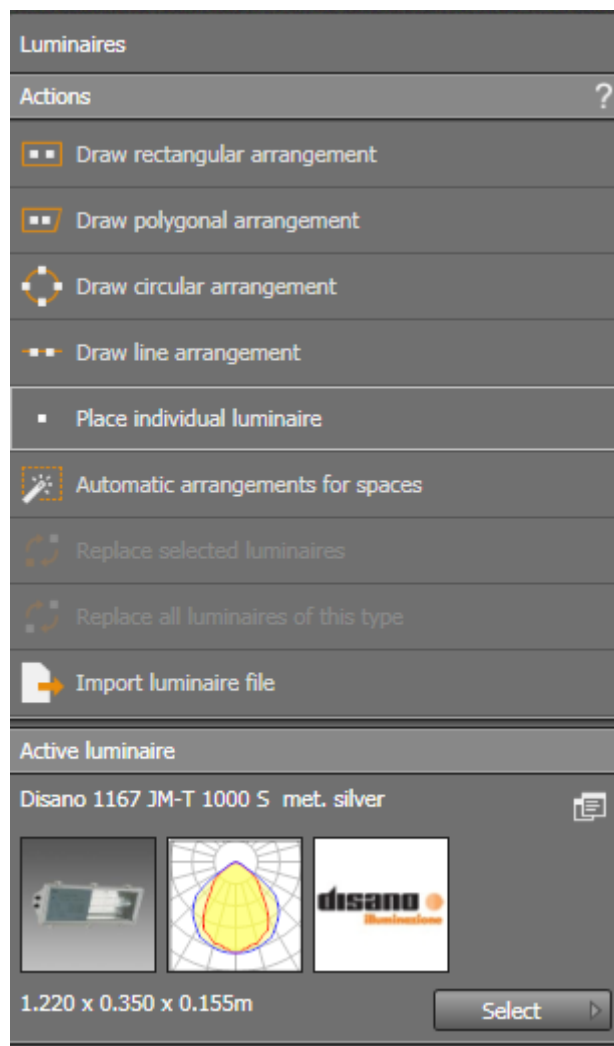 Luminaires
Actions ?
Draw rectangular arrangement
Draw polygonal arrangement
Draw circular arrangement
Draw line arrangement
Place individual luminaire
Automatic arrangements for spaces
Replace selected luminaires
Replace all luminaires of this type
Import luminaire file
Active luminaire
Disano 1167 JM-T 1000 S  met. silver
disano
illuminazione
1.220 x 0.350 x 0.155m
Select